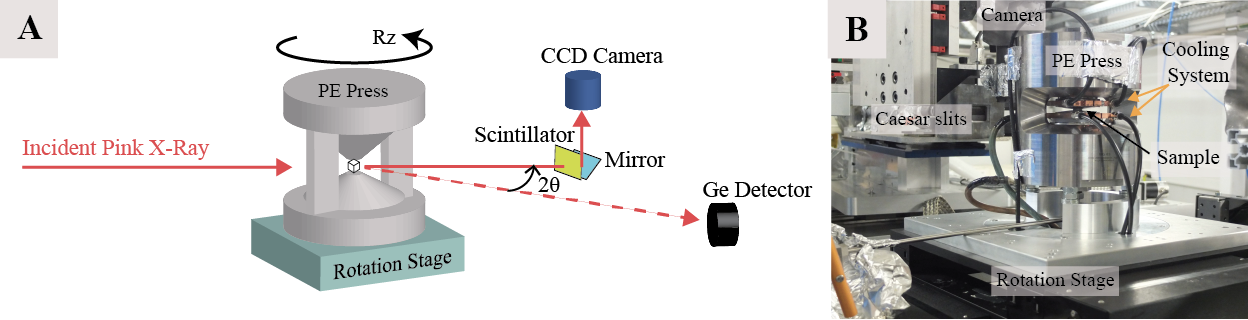 A
Rz
PE Press
CCD Camera
Incident Pink X-Ray
Scintillator
Mirror
2θ
Ge Detector
Rotation Stage
B
Camera
PE Press
Cooling
System
Caesar slits
Sample
Rotation Stage